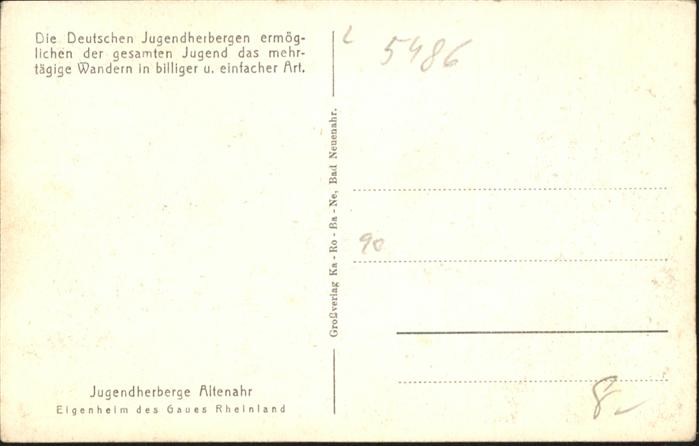 Die Deutschen Jugendherbergen ermög-
lichen der gesamten Jugend das mehr-
tägige Wandern in billiger u. einfacher Art.
Jugendherberge Altenahr
Eigenheim des Gaues Rheinland
Großverlag Ka - Ro - Ba - Ne, Bad Neuenahr.
5486
90
8-